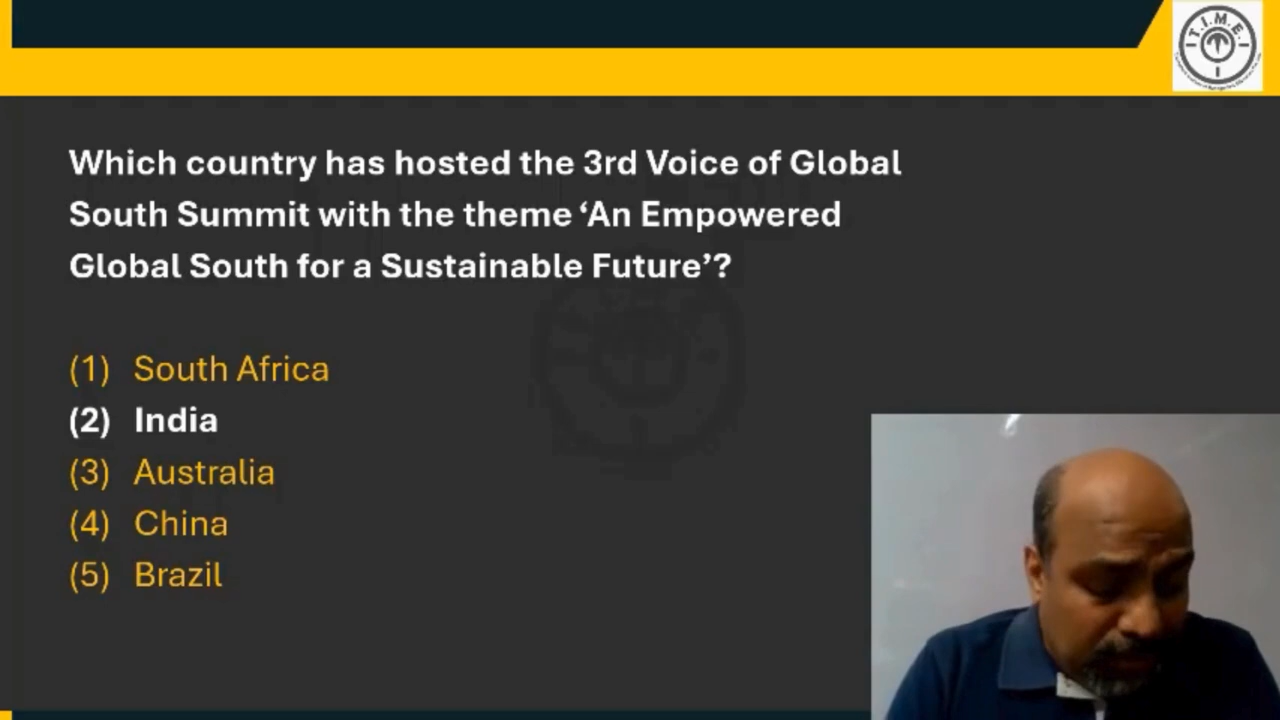 T.I.M.E.
Which country has hosted the 3rd Voice of Global
South Summit with the theme ‘An Empowered
Global South for a Sustainable Future’?
(1) South Africa
(2) India
(3) Australia
(4) China
(5) Brazil